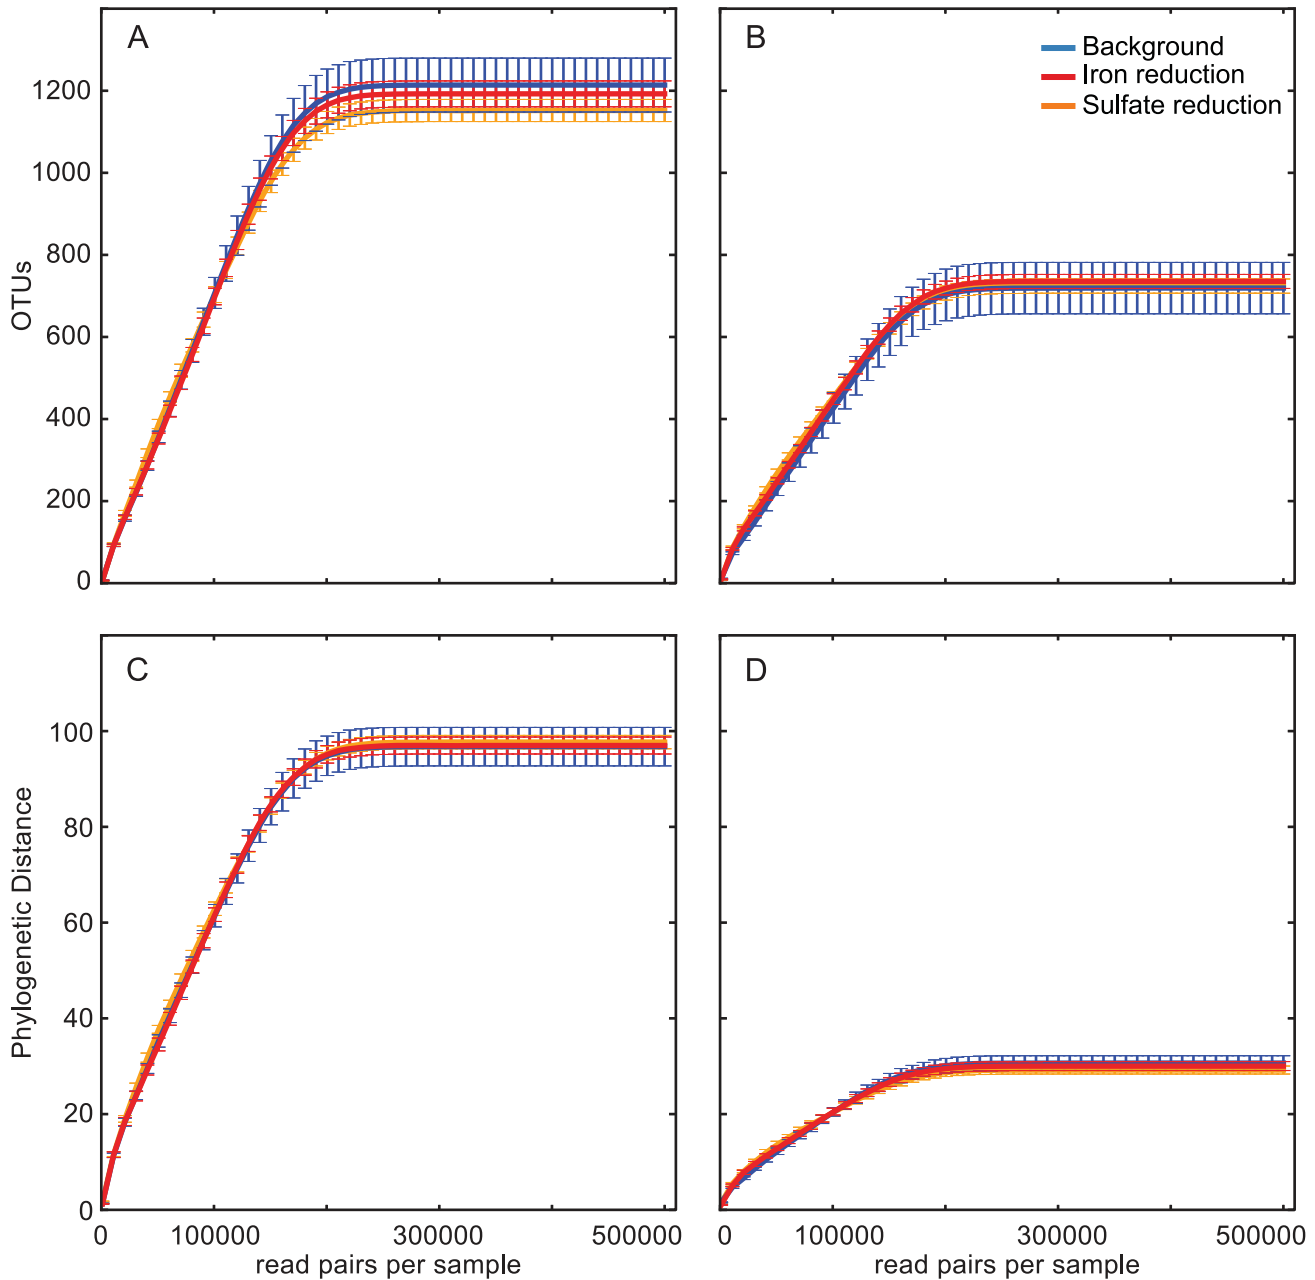 A
B
Background
Iron reduction
Sulfate reduction
1200
1000
800
600
400
200
0
OTUs
C
D
100
80
60
40
20
0
Phylogenetic Distance
0 100000 300000 500000
0 100000 300000 500000
read pairs per sample
read pairs per sample